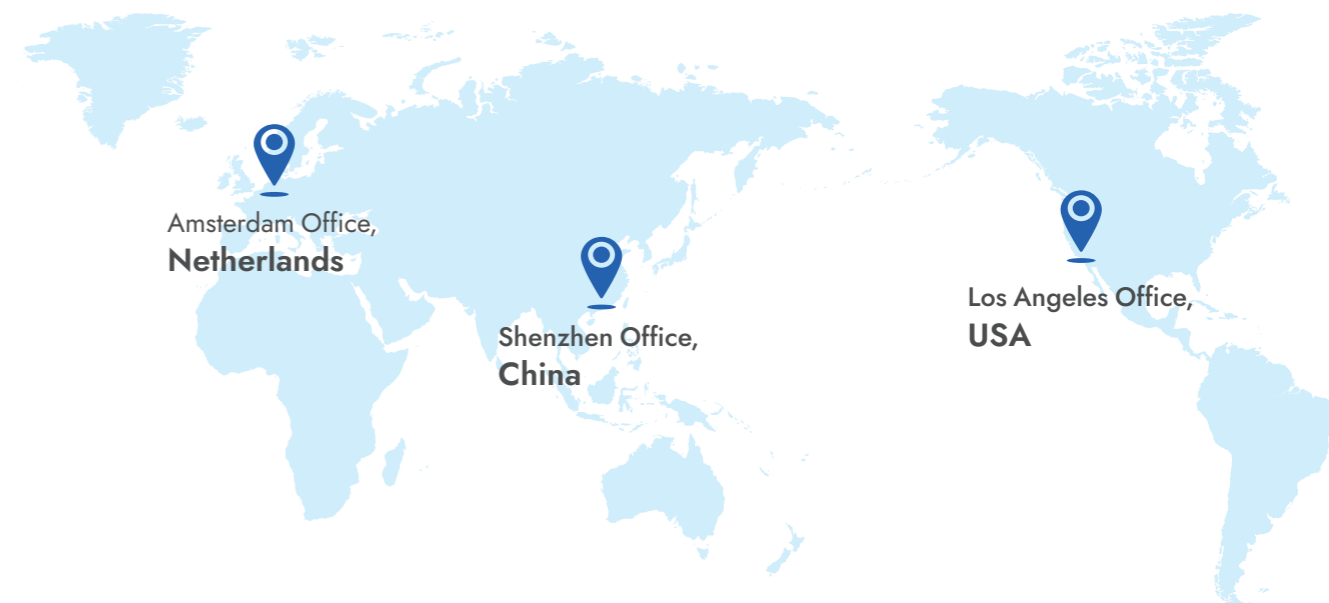 Amsterdam Office,
Netherlands
Shenzhen Office,
China
Los Angeles Office,
USA